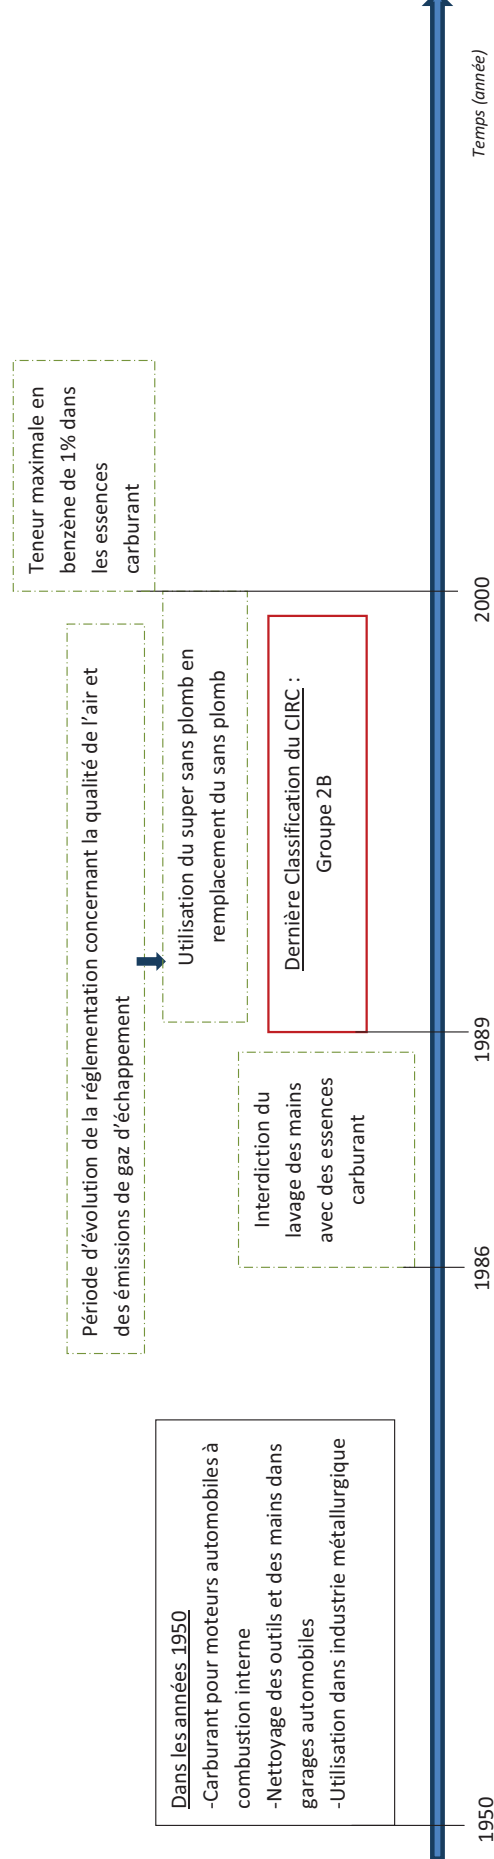 Dans les années 1950
-Carburant pour moteurs automobiles à
combustion interne
-Nettoyage des outils et des mains dans
garages automobiles
-Utilisation dans industrie métallurgique
Période d’évolution de la réglementation concernant la qualité de l’air et
des émissions de gaz d’échappement
Interdiction du
lavage des mains
avec des essences
carburant
Utilisation du super sans plomb en
remplacement du sans plomb
Dernière Classification du CIRC :
Groupe 2B
Teneur maximale en
benzène de 1% dans
les essences
carburant
1950
1986
1989
2000
Temps (année)